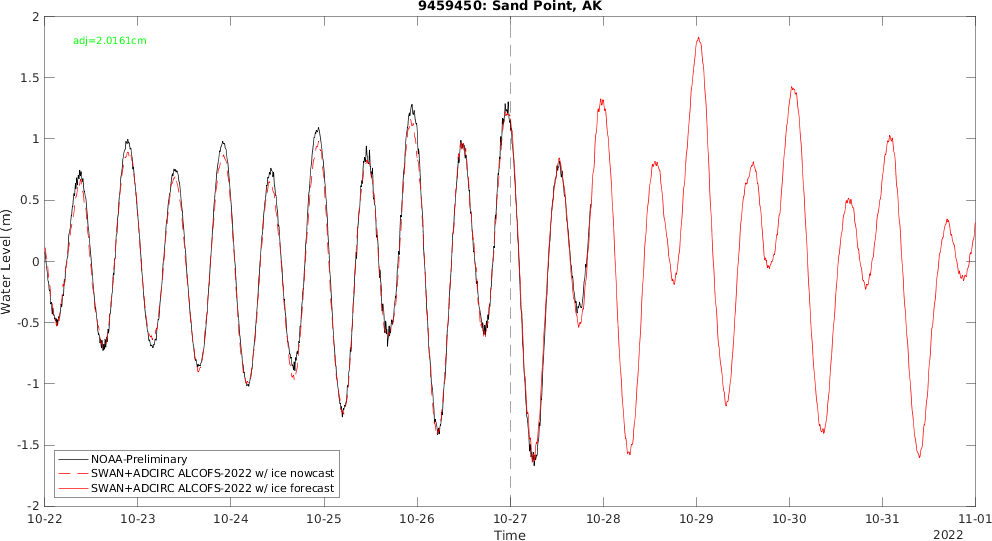 9459450: Sand Point, AK
adj=2.0161cm
2
1.5
1
0.5
0
-0.5
-1
-1.5
-2
Water Level (m)
NOAA-Preliminary
SWAN+ADCIRC ALCOFS-2022 w/ ice nowcast
SWAN+ADCIRC ALCOFS-2022 w/ ice forecast
10-22 10-23 10-24 10-25 10-26 10-27 10-28 10-29 10-30 10-31 11-01
Time
2022